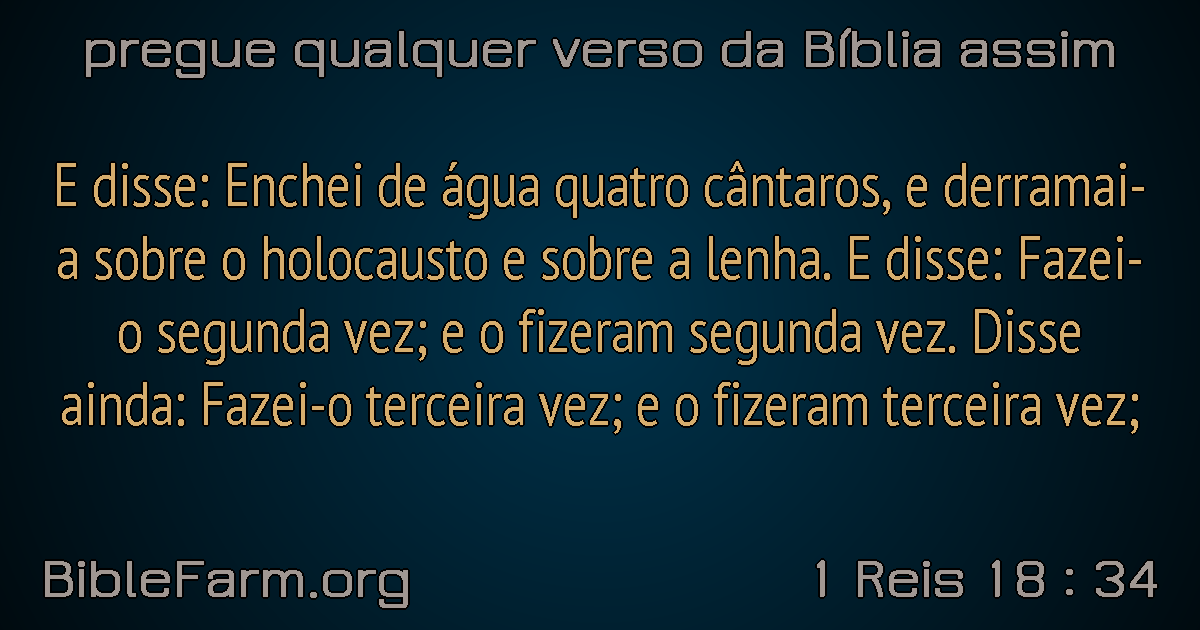 pregue qualquer verso da Bíblia assim
E disse: Enchei de água quatro cântaros, e derramai-
a sobre o holocausto e sobre a lenha. E disse: Fazei-
o segunda vez; e o fizeram segunda vez. Disse
ainda: Fazei-o terceira vez; e o fizeram terceira vez;
BibleFarm.org
1 Reis 18 : 34